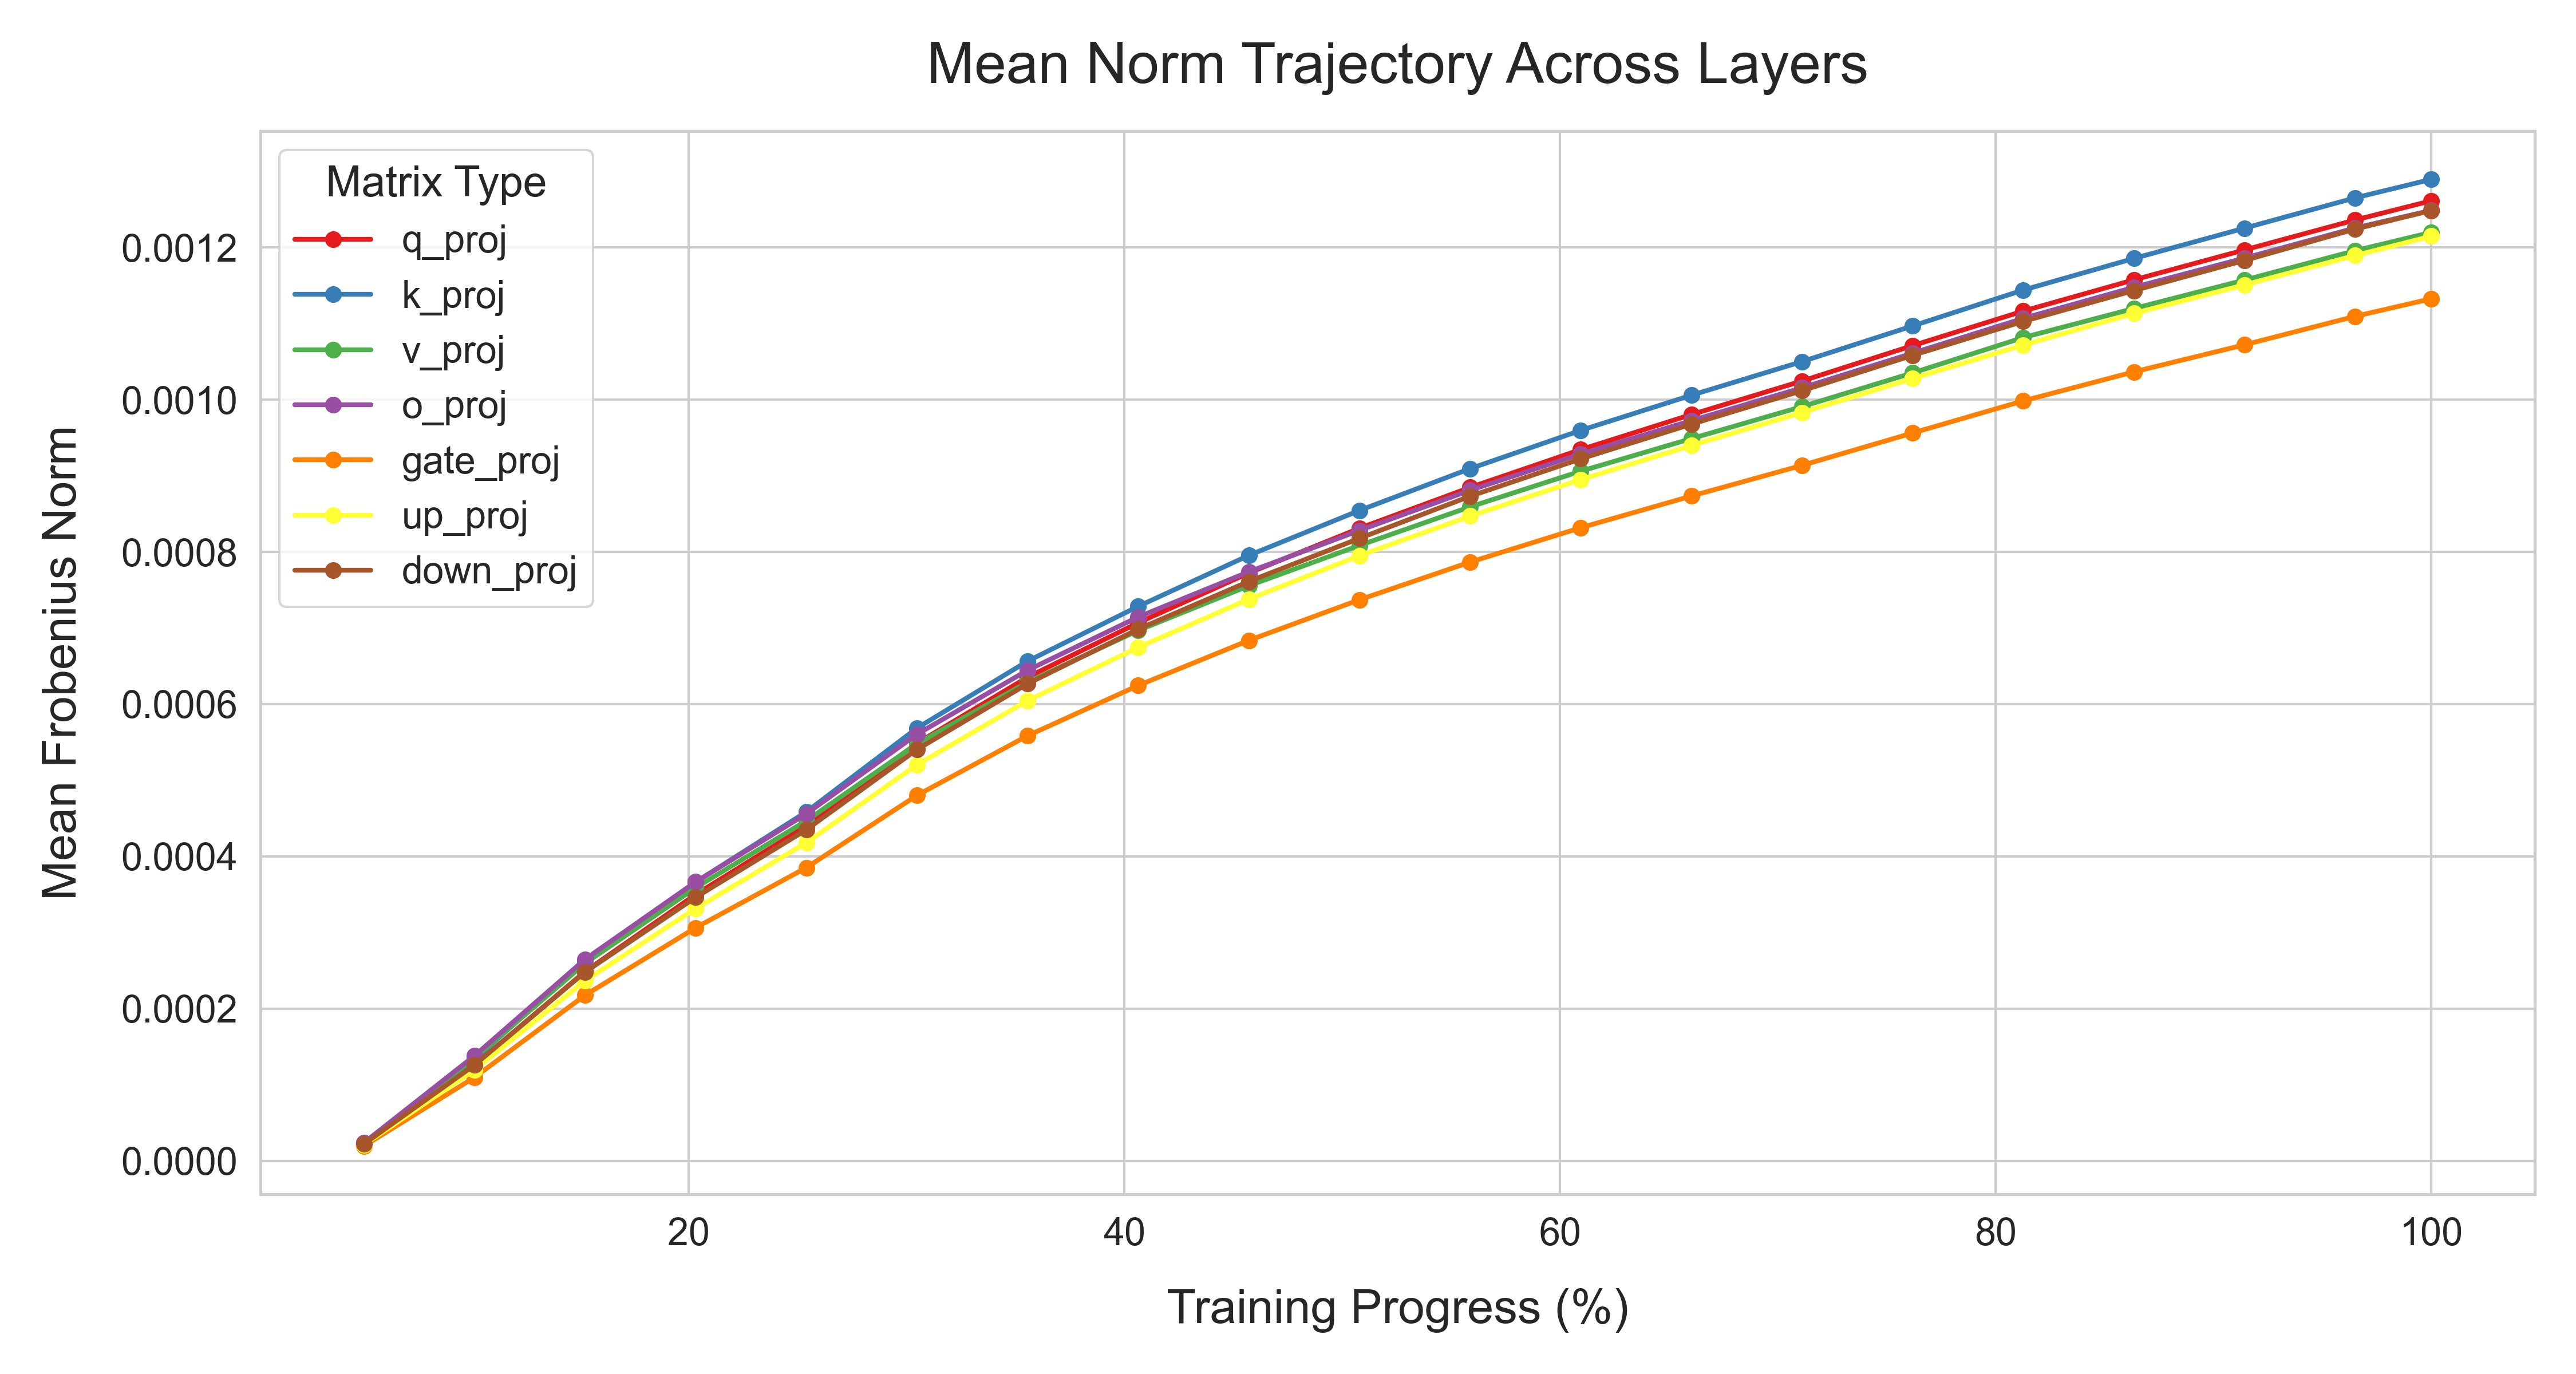 Mean Norm Trajectory Across Layers
Matrix Type
q_proj
k_proj
v_proj
o_proj
gate_proj
up_proj
down_proj
Mean Frobenius Norm
0.0012
0.0010
0.0008
0.0006
0.0004
0.0002
0.0000
20 40 60 80 100
Training Progress (%)